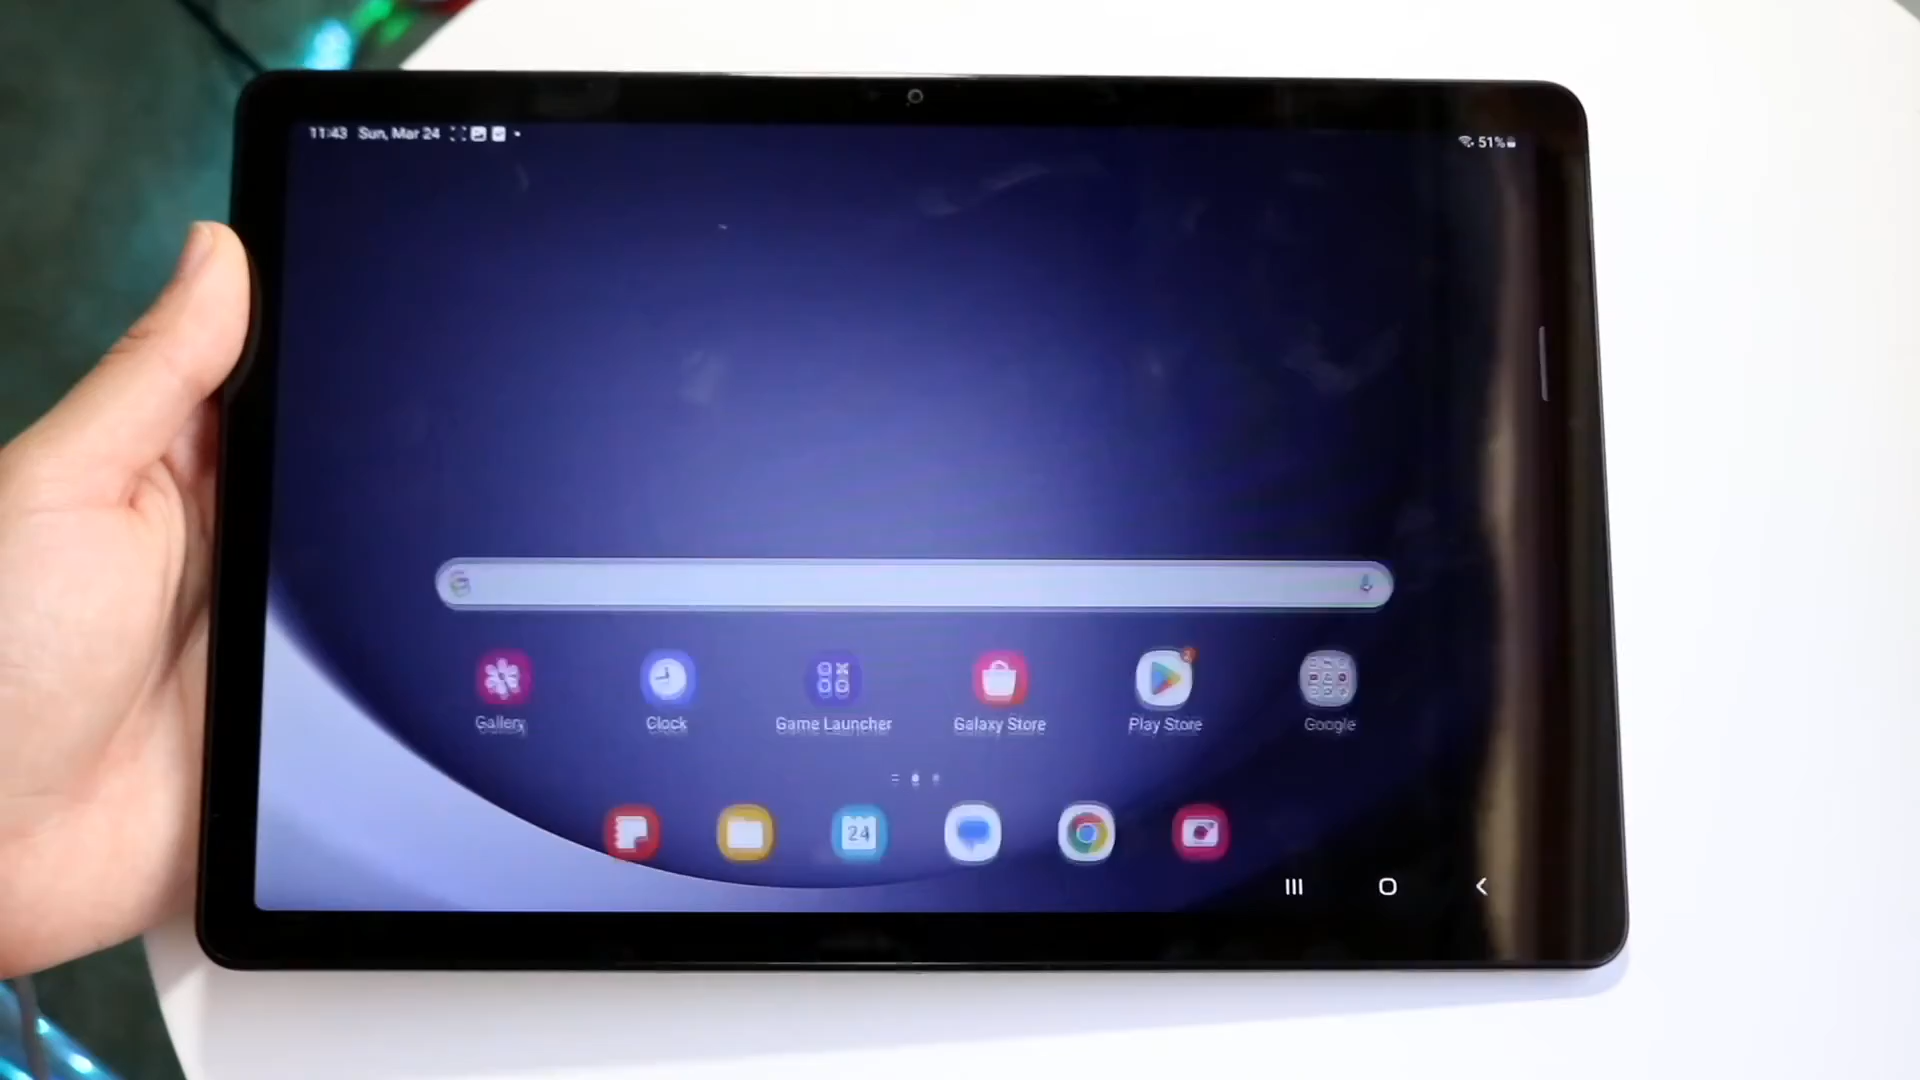 11:43 Sun, Mar 24
51%
Gallery
Clock
Game Launcher
Galaxy Store
Play Store
Google
24